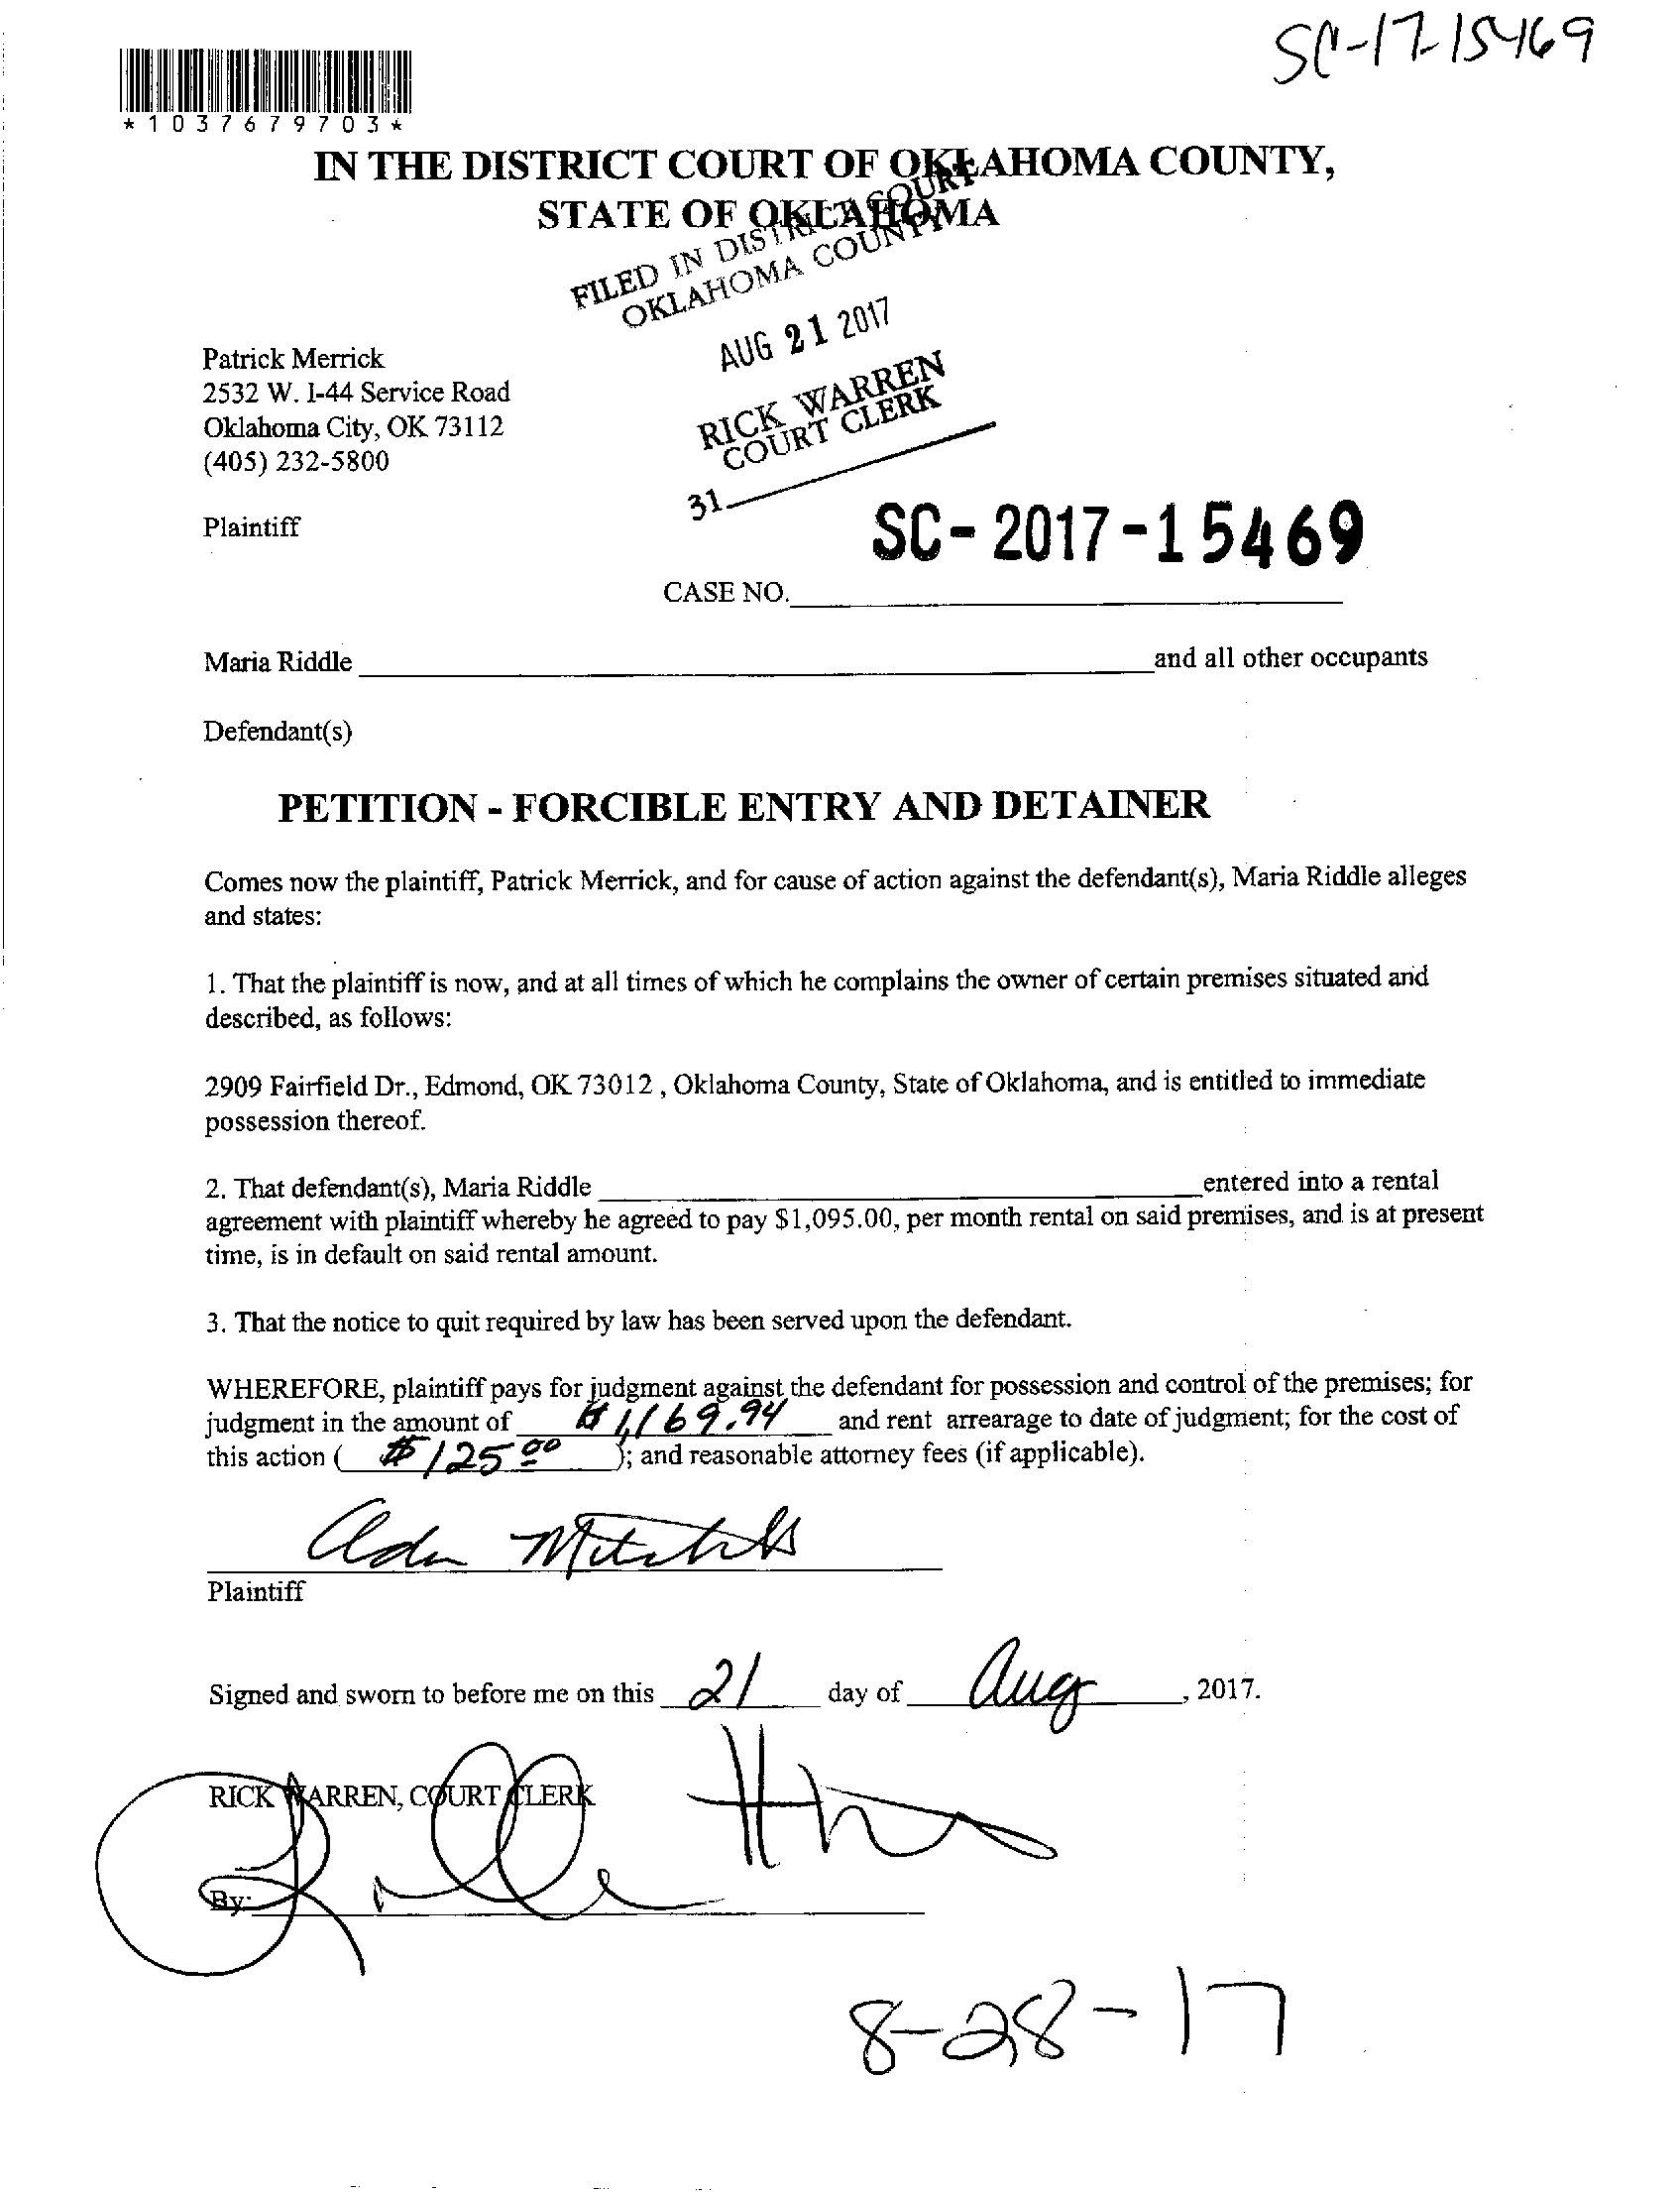 SC-17-15469
*1037679703*
IN THE DISTRICT COURT OF OKLAHOMA COUNTY,
STATE OF OKLAHOMA
FILED IN DISTRICT COURT
OKLAHOMA COUNTY
AUG 21 2017
RICK WARREN
COURT CLERK
31
Patrick Merrick
2532 W. I-44 Service Road
Oklahoma City, OK 73112
(405) 232-5800
Plaintiff
SC-2017-15469
CASE NO.
Maria Riddle and all other occupants
Defendant(s)
PETITION - FORCIBLE ENTRY AND DETAINER
Comes now the plaintiff, Patrick Merrick, and for cause of action against the defendant(s), Maria Riddle alleges
and states:
1. That the plaintiff is now, and at all times of which he complains the owner of certain premises situated and
described, as follows:
2909 Fairfield Dr., Edmond, OK 73012 , Oklahoma County, State of Oklahoma, and is entitled to immediate
possession thereof.
2. That defendant(s), Maria Riddle entered into a rental
agreement with plaintiff whereby he agreed to pay $1,095.00, per month rental on said premises, and is at present
time, is in default on said rental amount.
3. That the notice to quit required by law has been served upon the defendant.
WHEREFORE, plaintiff pays for judgment against the defendant for possession and control of the premises; for
judgment in the amount of $1,169.94 and rent arrearage to date of judgment; for the cost of
this action ( $125.00 ); and reasonable attorney fees (if applicable).
Plaintiff
Signed and sworn to before me on this 21 day of Aug, 2017.
RICK WARREN, COURT CLERK
By:
8-28-17